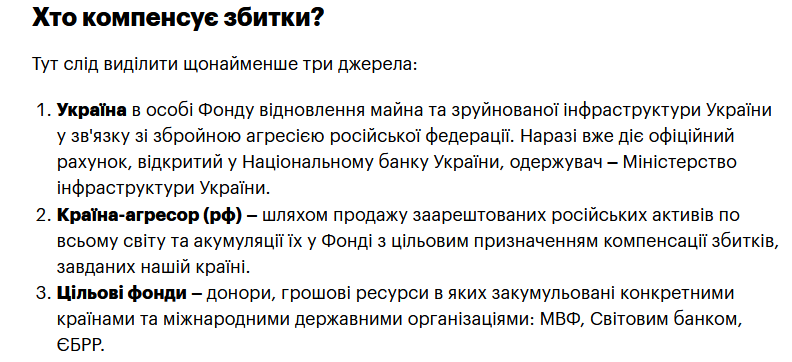 Хто компенсує збитки?
Тут слід виділити щонайменше три джерела:
1. Україна в особі Фонду відновлення майна та зруйнованої інфраструктури України
у зв'язку зі збройною агресією російської федерації. Наразі вже діє офіційний
рахунок, відкритий у Національному банку України, одержувач – Міністерство
інфраструктури України.
2. Країна-агресор (рф) – шляхом продажу заарештованих російських активів по
всьому світу та акумуляції їх у Фонді з цільовим призначенням компенсації збитків,
завданих нашій країні.
3. Цільові фонди – донори, грошові ресурси в яких закумульовані конкретними
країнами та міжнародними державними організаціями: МВФ, Світовим банком,
ЄБРР.